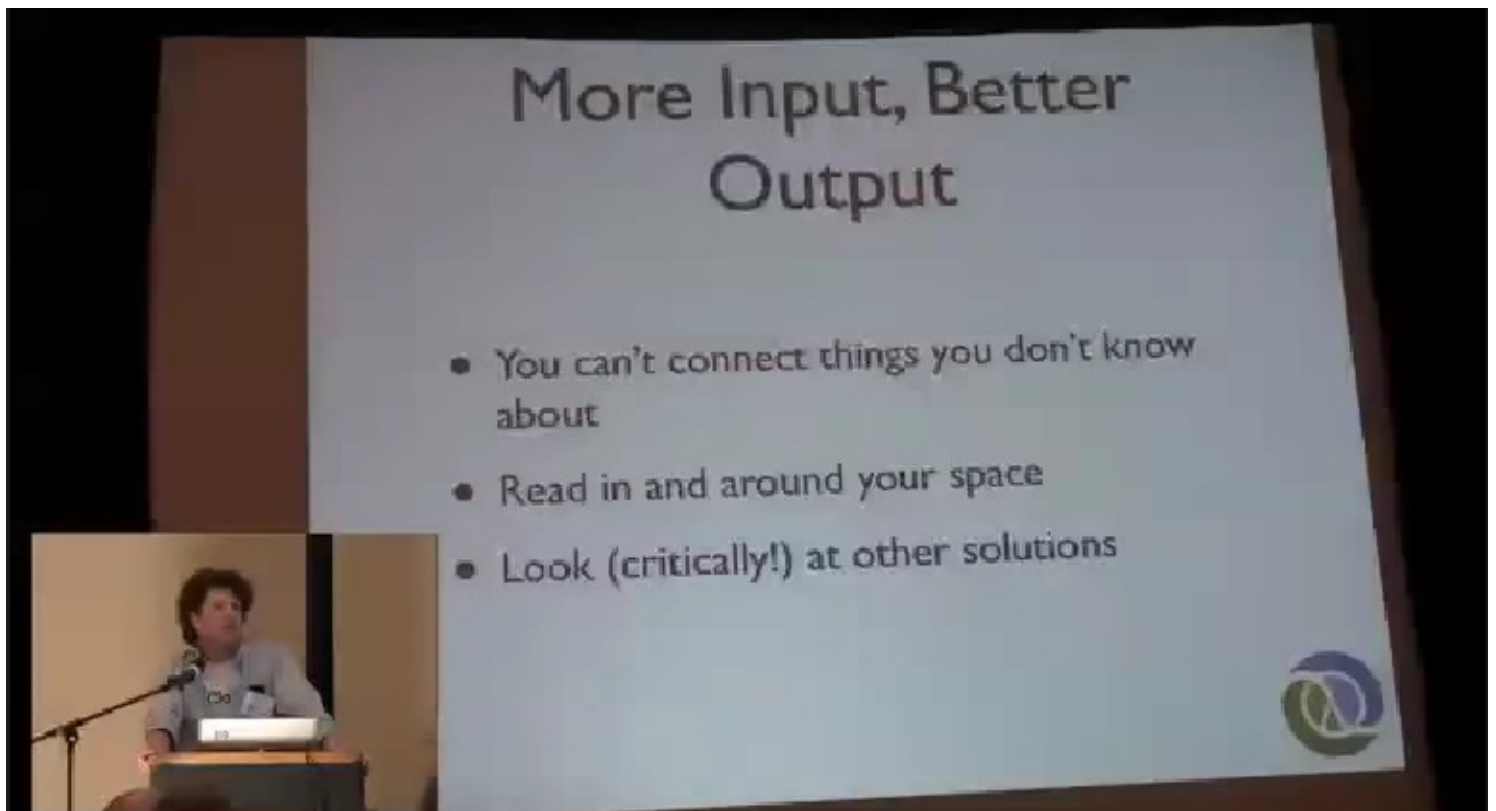 More Input, Better
Output
• You can't connect things you don't know
about
• Read in and around your space
• Look (critically!) at other solutions
Clo